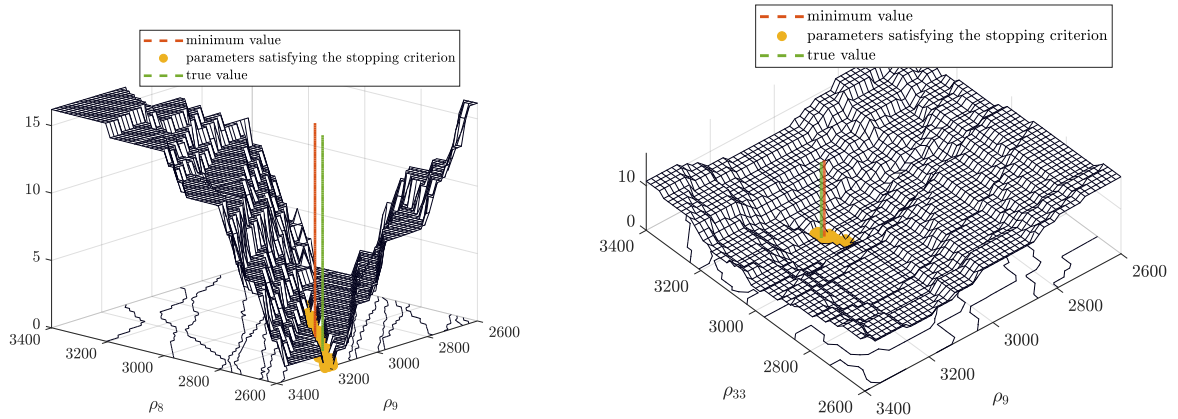 minimum value
parameters satisfying the stopping criterion
true value
15
10
5
0
3400
3200
3000
2800
2600
ρ8
3400
3200
3000
2800
2600
ρ9
minimum value
parameters satisfying the stopping criterion
true value
10
0
3400
3200
3000
2800
2600
ρ33
3400
3200
3000
2800
2600
ρ9